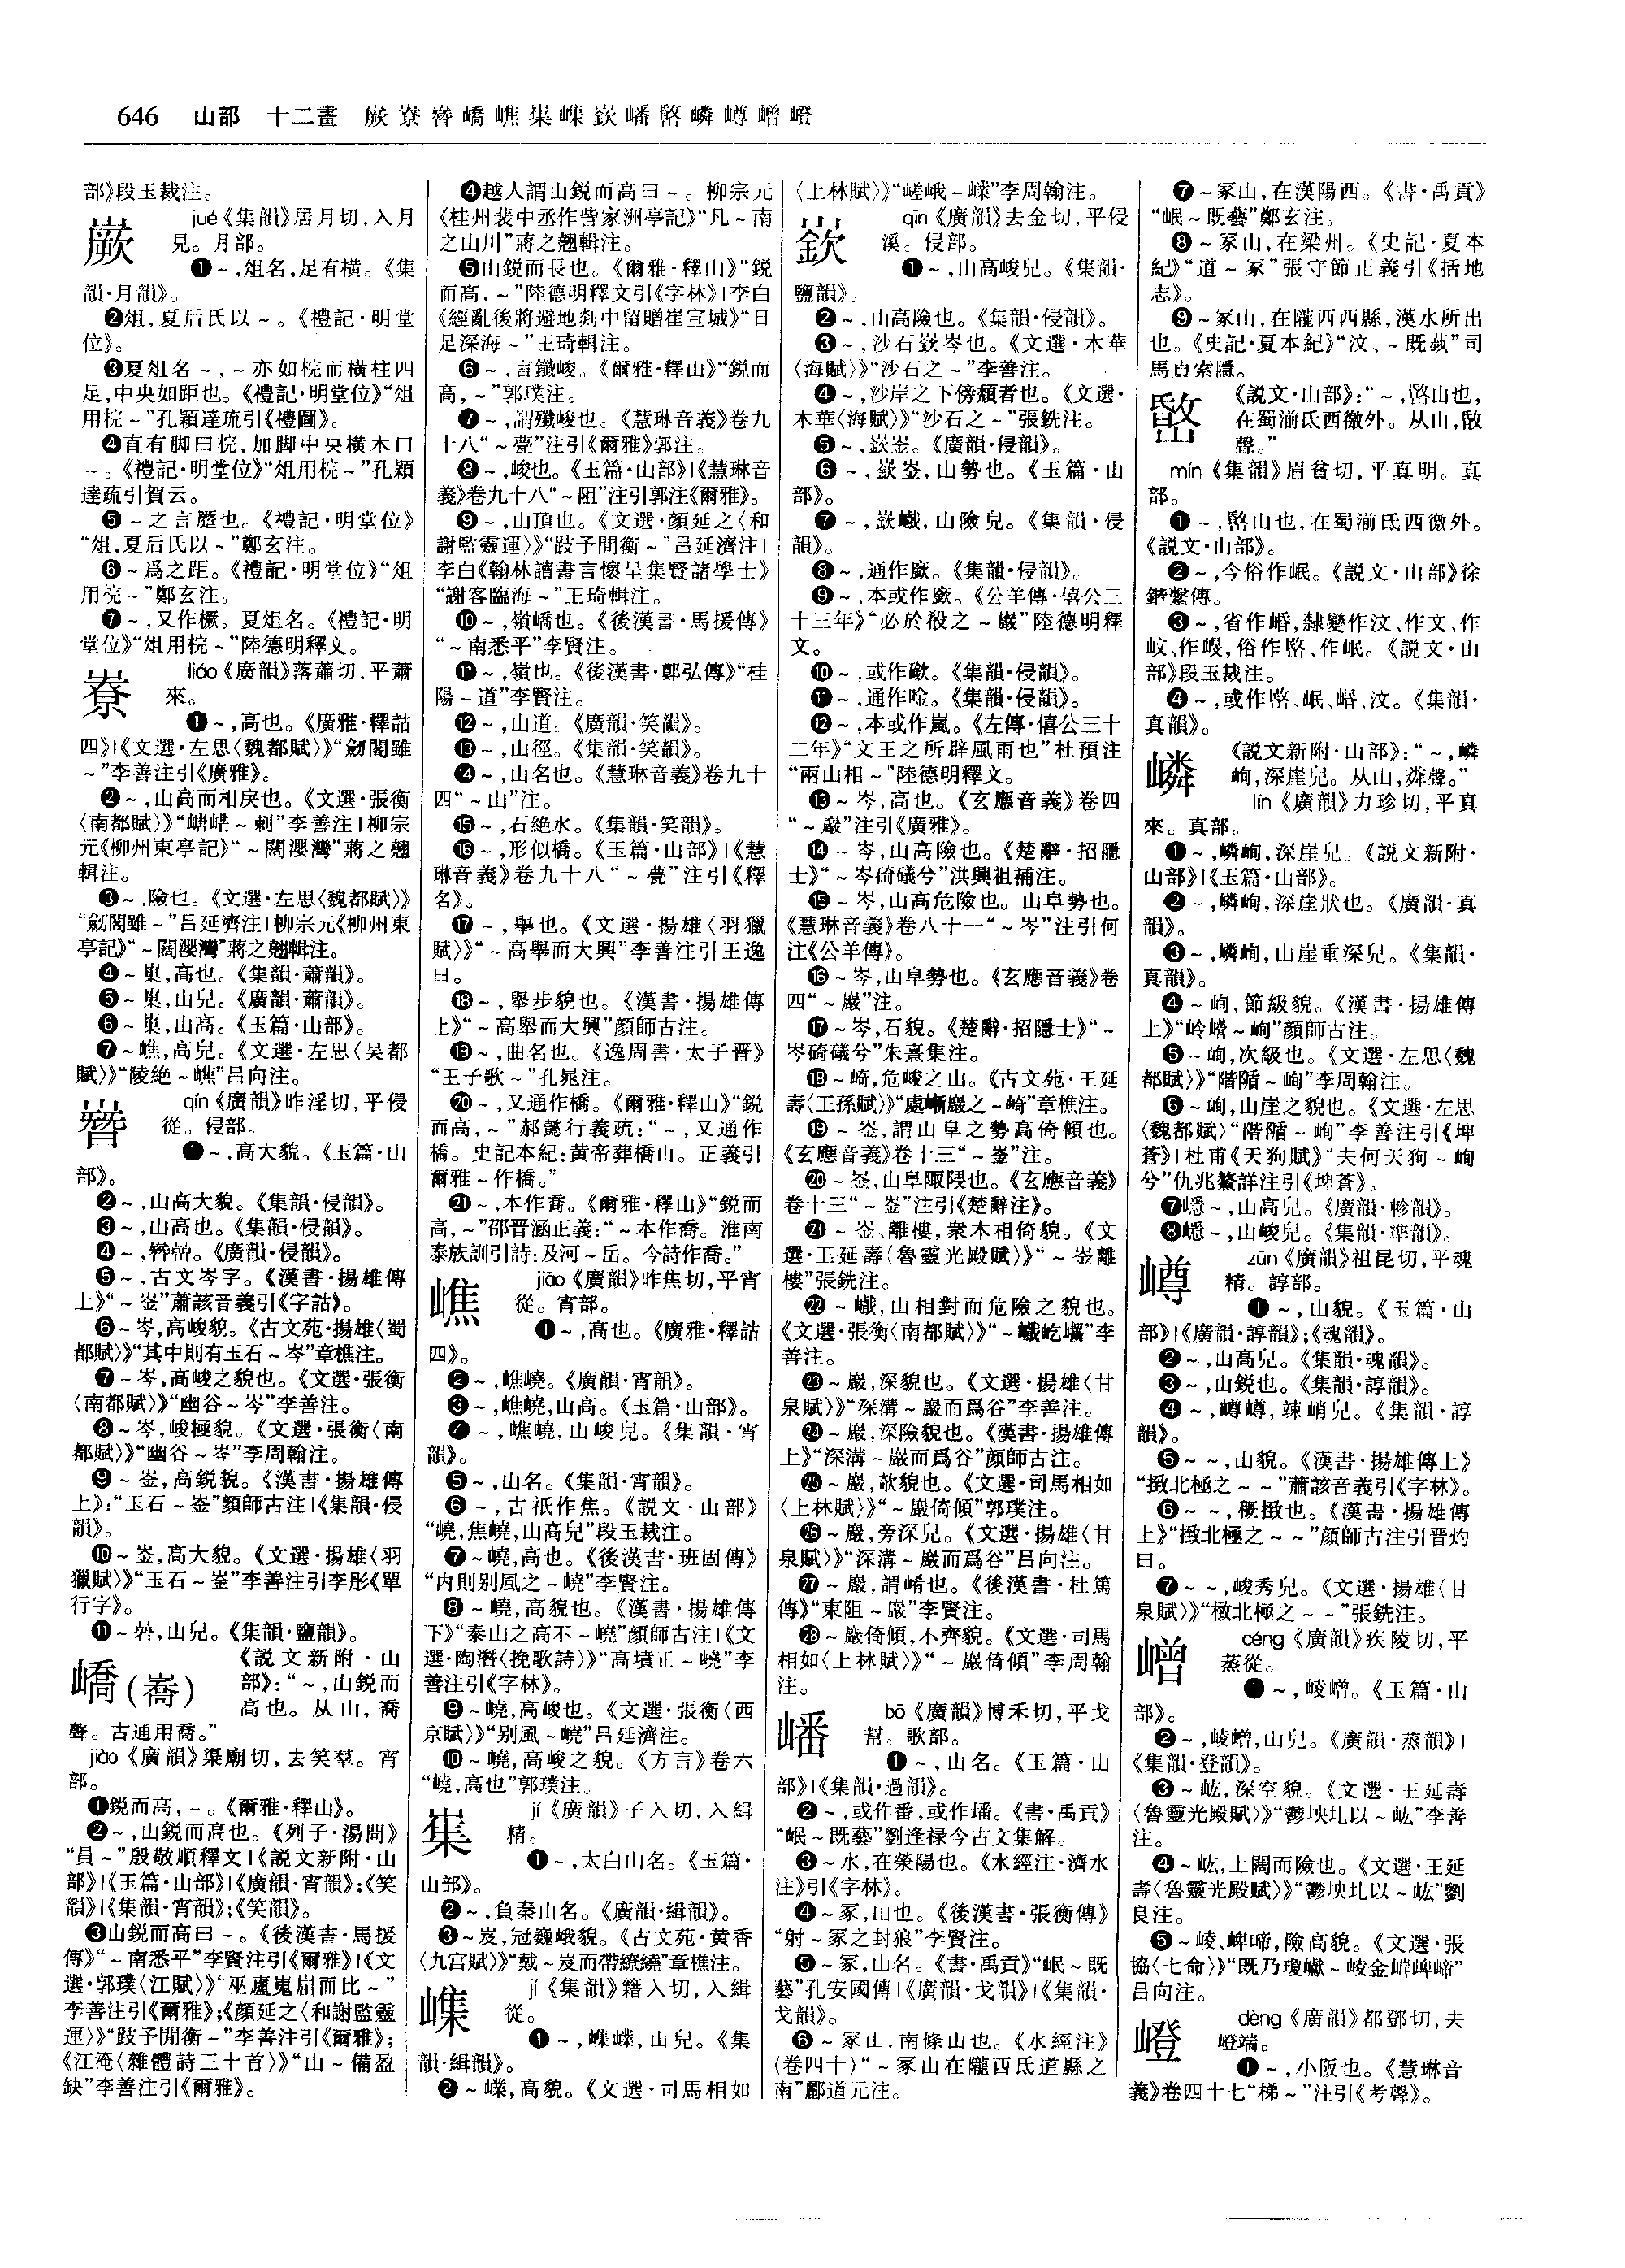 646 山部 十二畫 嶡嶚嶜嶠嶕嶣嶫嶔嶓𢿣嶙嶟嶒嶝
部》段玉裁注。
嶡 jué《集韻》居月切,入月
見。月部。
❶~,俎名,足有橫。《集
韻·月韻》。
❷俎,夏后氏以~。《禮記·明堂
位》。
❸夏俎名~,~亦如梡而橫柱四
足,中央如距也。《禮記·明堂位》“俎
用梡~”孔穎達疏引《禮圖》。
❹直有脚曰梡,加脚中央橫木曰
~。《禮記·明堂位》“俎用梡~”孔穎
達疏引賀云。
❺~之言蹷也。《禮記·明堂位》
“俎,夏后氏以~”鄭玄注。
❻~爲之距。《禮記·明堂位》“俎
用梡~”鄭玄注。
❼~,又作橛。夏俎名。《禮記·明
堂位》“俎用梡~”陸德明釋文。
嶚 liáo《廣韻》落蕭切,平蕭
來。
❶~,高也。《廣雅·釋詁
四》|《文選·左思〈魏都賦〉》“劒閣雖
~”李善注引《廣雅》。
❷~,山高而相戾也。《文選·張衡
〈南都賦〉》“~剌”李善注|柳宗
元《柳州東亭記》“~闊瀴灣”蔣之翹
輯注。
❸~,險也。《文選·左思〈魏都賦〉》
“劒閣雖~”吕延濟注|柳宗元《柳州東
亭記》“~闊瀴灣”蔣之翹輯注。
❹~巢,高也。《集韻·蕭韻》。
❺~巢,山皃。《廣韻·蕭韻》。
❻~巢,山高。《玉篇·山部》。
❼~嶕,高皃。《文選·左思〈吴都
賦〉》“陵絶~嶕”吕向注。
嶜 qín《廣韻》昨淫切,平侵
從。侵部。
❶~,高大貌。《玉篇·山
部》。
❷~,山高大貌。《集韻·侵韻》。
❸~,山高也。《集韻·侵韻》。
❹~,嶜崟。《廣韻·侵韻》。
❺~,古文岑字。《漢書·揚雄傳
上》“~崟”蕭該音義引《字詁》。
❻~岑,高峻貌。《古文苑·揚雄〈蜀
都賦〉》“其中則有玉石~岑”章樵注。
❼~岑,高峻之貌也。《文選·張衡
〈南都賦〉》“幽谷~岑”李善注。
❽~岑,峻極貌。《文選·張衡〈南
都賦〉》“幽谷~岑”李周翰注。
❾~崟,高鋭貌。《漢書·揚雄傳
上》:“玉石~崟”顔師古注|《集韻·侵
韻》。
❿~崟,高大貌。《文選·揚雄〈羽
獵賦〉》“玉石~崟”李善注引李彤《單
行字》。
⓫~,山皃。《集韻·鹽韻》。
嶠(喬) 《説文新附·山
部》:“~,山鋭而
高也。从山,喬
聲。古通用喬。”
jiào《廣韻》渠廟切,去笑羣。宵
部。
❶鋭而高,~。《爾雅·釋山》。
❷~,山鋭而高也。《列子·湯問》
“員~”殷敬順釋文|《説文新附·山
部》|《玉篇·山部》|《廣韻·宵韻》;《笑
韻》|《集韻·宵韻》;《笑韻》。
❸山鋭而高曰~。《後漢書·馬援
傳》“~南悉平”李賢注引《爾雅》|《文
選·郭璞〈江賦〉》“巫廬嵬崛而比~”
李善注引《爾雅》;《顔延之〈和謝監靈
運〉》“跂予間衡~”李善注引《爾雅》;
《江淹〈雜體詩三十首〉》“山~備盈
缺”李善注引《爾雅》。
❹越人謂山鋭而高曰~。柳宗元
《桂州裴中丞作訾家洲亭記》“凡~南
之山川”蔣之翹輯注。
❺山鋭而長也。《爾雅·釋山》“鋭
而高,~”陸德明釋文引《字林》|李白
《經亂後將避地剡中留贈崔宣城》“日
足深海~”王琦輯注。
❻~,言鑯峻。《爾雅·釋山》“鋭而
高,~”郭璞注。
❼~,謂殲峻也。《慧琳音義》卷九
十八“~甍”注引《爾雅》郭注。
❽~,峻也。《玉篇·山部》|《慧琳音
義》卷九十八“~阻”注引郭注《爾雅》。
❾~,山頂也。《文選·顔延之〈和
謝監靈運〉》“跂予間衡~”吕延濟注|
李白《翰林讀書言懷呈集賢諸學士》
“謝客臨海~”王琦輯注。
❿~,嶺嶠也。《後漢書·馬援傳》
“~南悉平”李賢注。
⓫~,嶺也。《後漢書·鄭弘傳》“桂
陽~道”李賢注。
⓬~,山道。《廣韻·笑韻》。
⓭~,山徑。《集韻·笑韻》。
⓮~,山名也。《慧琳音義》卷九十
四“~山”注。
⓯~,石絶水。《集韻·笑韻》。
⓰~,形似橋。《玉篇·山部》|《慧
琳音義》卷九十八“~甍”注引《釋
名》。
⓱~,舉也。《文選·揚雄〈羽獵
賦〉》“~高舉而大興”李善注引王逸
曰。
⓲~,舉步貌也。《漢書·揚雄傳
上》“~高舉而大興”顔師古注。
⓳~,曲名也。《逸周書·太子晉》
“王子歌~”孔晁注。
⓴~,又通作橋。《爾雅·釋山》“鋭
而高,~”郝懿行義疏:“~,又通作
橋。史記本紀:黄帝葬橋山。正義引
爾雅~作橋。”
㉑~,本作喬。《爾雅·釋山》“鋭而
高,~”邵晋涵正義:“~本作喬。淮南
泰族訓引詩:及河~岳。今詩作喬。”
嶕 jiāo《廣韻》昨焦切,平宵
從。宵部。
❶~,高也。《廣雅·釋詁
四》。
❷~,嶕嶢。《廣韻·宵韻》。
❸~,嶕嶢,山高。《玉篇·山部》。
❹~,嶕嶢,山峻皃。《集韻·宵
韻》。
❺~,山名。《集韻·宵韻》。
❻~,古祇作焦。《説文·山部》
“嶢,焦嶢,山高皃”段玉裁注。
❼~嶢,高也。《後漢書·班固傳》
“内則别風之~嶢”李賢注。
❽~嶢,高貌也。《漢書·揚雄傳
下》“泰山之高不~嶢”顔師古注|《文
選·陶潛〈挽歌詩〉》“高墳正~嶢”李
善注引《字林》。
❾~嶢,高峻也。《文選·張衡〈西
京賦〉》“别風~嶢”吕延濟注。
❿~嶢,高峻之貌。《方言》卷六
“嶢,高也”郭璞注。
jí《廣韻》子入切,入緝
精。
❶~,太白山名。《玉篇·
山部》。
❷~,負秦山名。《廣韻·緝韻》。
❸~岌,冠巍峨貌。《古文苑·黄香
〈九宫賦〉》“戴~岌而帶繚繞”章樵注。
jí《集韻》籍入切,入緝
從。
❶~,嶫,山皃。《集
韻·緝韻》。
❷~嶫,高貌。《文選·司馬相如
〈上林賦〉》“嵯峨~嶫”李周翰注。
嶔 qīn《廣韻》去金切,平侵
溪。侵部。
❶~,山高峻皃。《集韻·
鹽韻》。
❷~,山高險也。《集韻·侵韻》。
❸~,沙石嶔岑也。《文選·木華
〈海賦〉》“沙石之~”李善注。
❹~,沙岸之下傍頹者也。《文選·
木華〈海賦〉》“沙石之~”張銑注。
❺~,嶔崟。《廣韻·侵韻》。
❻~,嶔崟,山勢也。《玉篇·山
部》。
❼~,嶔巇,山險皃。《集韻·侵
韻》。
❽~,通作廞。《集韻·侵韻》。
❾~,本或作廞。《公羊傳·僖公三
十三年》“必於殽之~巖”陸德明釋
文。
❿~,或作㠗。《集韻·侵韻》。
⓫~,通作唫。《集韻·侵韻》。
⓬~,本或作嵐。《左傳·僖公三十
二年》“文王之所辟風雨也”杜預注
“兩山相~”陸德明釋文。
⓭~岑,高也。《玄應音義》卷四
“~巖”注引《廣雅》。
⓮~岑,山高險也。《楚辭·招隱
士》“~岑碕礒兮”洪興祖補注。
⓯~岑,山高危險也。山阜勢也。
《慧琳音義》卷八十一“~岑”注引何
注《公羊傳》。
⓰~岑,山阜勢也。《玄應音義》卷
四“~巖”注。
⓱~岑,石貌。《楚辭·招隱士》“~
岑碕礒兮”朱熹集注。
⓲~崎,危峻之山。《古文苑·王延
壽〈王孫賦〉》“處嶄巖之~崎”章樵注。
⓳~崟,謂山阜之勢高倚傾也。
《玄應音義》卷十三“~崟”注。
⓴~崟,山阜陬隈也。《玄應音義》
卷十三“~崟”注引《楚辭注》。
㉑~崟、離樓,衆木相倚貌。《文
選·王延壽〈魯靈光殿賦〉》“~崟離
樓”張銑注。
㉒~巇,山相對而危險之貌也。
《文選·張衡〈南都賦〉》“~巇屹㠂”李
善注。
㉓~巖,深貌也。《文選·揚雄〈甘
泉賦〉》“深溝~巖而爲谷”李善注。
㉔~巖,深險貌也。《漢書·揚雄傳
上》“深溝~巖而爲谷”顔師古注。
㉕~巖,欹貌也。《文選·司馬相如
〈上林賦〉》“~巖倚傾”郭璞注。
㉖~巖,旁深皃。《文選·揚雄〈甘
泉賦〉》“深溝~巖而爲谷”吕向注。
㉗~巖,謂崤也。《後漢書·杜篤
傳》“東阻~巖”李賢注。
㉘~巖倚傾,不齊貌。《文選·司馬
相如〈上林賦〉》“~巖倚傾”李周翰
注。
嶓 bō《廣韻》博禾切,平戈
幫。歌部。
❶~,山名。《玉篇·山
部》|《集韻·過韻》。
❷~,或作番,或作墦。《書·禹貢》
“岷~既藝”劉逢禄今古文集解。
❸~水,在滎陽也。《水經注·濟水
注》引《字林》。
❹~冢,山也。《後漢書·張衡傳》
“射~冢之封狼”李賢注。
❺~冢,山名。《書·禹貢》“岷~既
藝”孔安國傳|《廣韻·戈韻》|《集韻·
戈韻》。
❻~冢山,南條山也。《水經注》
(卷四十)“~冢山在隴西氐道縣之
南”酈道元注。
❼~冢山,在漢陽西。《書·禹貢》
“岷~既藝”鄭玄注。
❽~冢山,在梁州。《史記·夏本
紀》“道~冢”張守節正義引《括地
志》。
❾~冢山,在隴西西縣,漢水所出
也。《史記·夏本紀》“汶、~既蓺”司
馬貞索隱。
《説文·山部》:“~,山也,
在蜀湔氐西徼外。从山,敃
聲。”
mín《集韻》眉貧切,平真明。真
部。
❶~,山也,在蜀湔氐西徼外。
《説文·山部》。
❷~,今俗作岷。《説文·山部》徐
鍇繫傳。
❸~,省作㟭,隸變作汶、作文、作
㟩、作㟭,俗作㟭、作岷。《説文·山
部》段玉裁注。
❹~,或作、岷、、汶。《集韻·
真韻》。
嶙 《説文新附·山部》:“~,嶙
峋,深崖皃。从山,粦聲。”
lín《廣韻》力珍切,平真
來。真部。
❶~,嶙峋,深崖皃。《説文新附·
山部》|《玉篇·山部》。
❷~,嶙峋,深崖狀也。《廣韻·真
韻》。
❸~,嶙峋,山崖重深皃。《集韻·
真韻》。
❹~峋,節級貌。《漢書·揚雄傳
上》“岭巆~峋”顔師古注。
❺~峋,次級也。《文選·左思〈魏
都賦〉》“階陏~峋”李周翰注。
❻~峋,山崖之貌也。《文選·左思
〈魏都賦〉“階陏~峋”李善注引《埤
蒼》|杜甫《天狗賦》“夫何天狗~峋
兮”仇兆鰲詳注引《埤蒼》。
❼嶾~,山高皃。《廣韻·軫韻》。
❽嶾~,山峻皃。《集韻·準韻》。
嶟 zūn《廣韻》祖昆切,平魂
精。諄部。
❶~,山貌。《玉篇·山
部》|《廣韻·諄韻》;《魂韻》。
❷~,山高皃。《集韻·魂韻》。
❸~,山鋭也。《集韻·諄韻》。
❹~,嶟嶟,竦峭皃。《集韻·諄
韻》。
❺~~,山貌。《漢書·揚雄傳上》
“撠北極之~~”蕭該音義引《字林》。
❻~~,概撠也。《漢書·揚雄傳
上》“撠北極之~~”顔師古注引晋灼
曰。
❼~~,峻秀皃。《文選·揚雄〈甘
泉賦〉》“撠北極之~~”張銑注。
嶒 céng《廣韻》疾陵切,平
蒸從。
❶~,崚嶒。《玉篇·山
部》。
❷~,崚嶒,山皃。《廣韻·蒸韻》|
《集韻·登韻》。
❸~峵,深空貌。《文選·王延壽
〈魯靈光殿賦〉》“鬱坱圠以~峵”李善
注。
❹~峵,上闊而險也。《文選·王延
壽〈魯靈光殿賦〉》“鬱坱圠以~峵”劉
良注。
❺~崚、崥崹,險高貌。《文選·張
協〈七命〉》“既乃瓊巘~崚金岸崥崹”
吕向注。
嶝 dèng《廣韻》都鄧切,去
嶝端。
❶~,小阪也。《慧琳音
義》卷四十七“梯~”注引《考聲》。